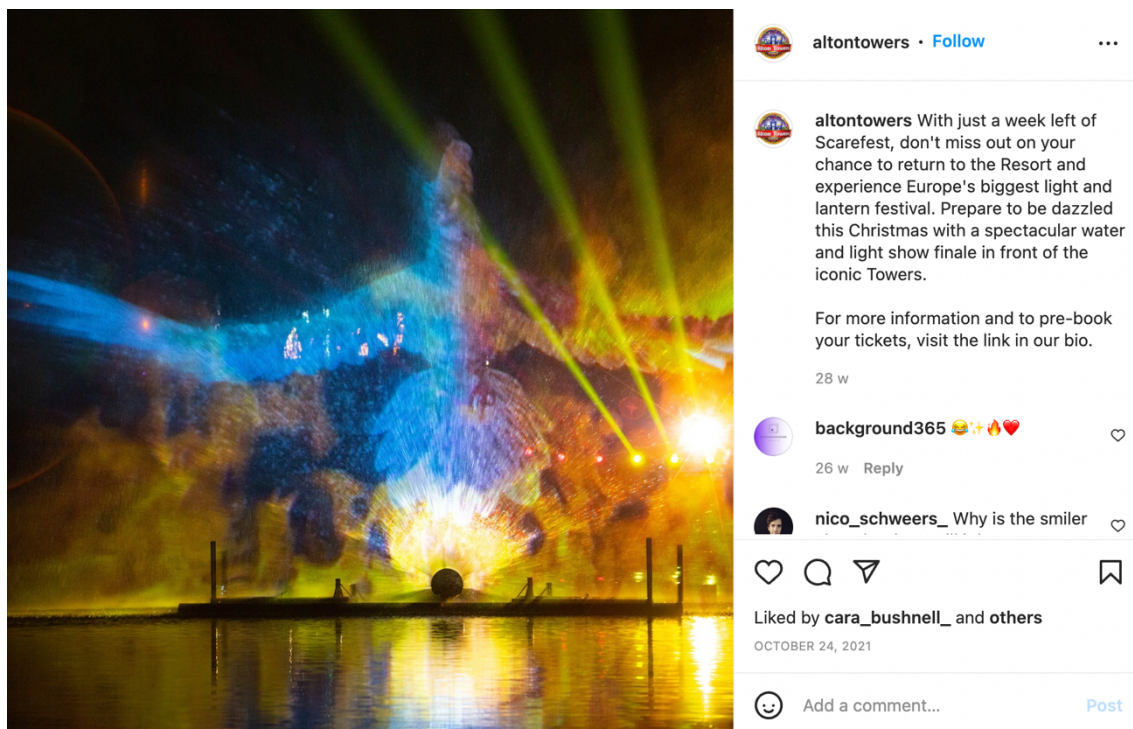 altontowers • Follow
altontowers With just a week left of
Scarefest, don't miss out on your
chance to return to the Resort and
experience Europe's biggest light and
lantern festival. Prepare to be dazzled
this Christmas with a spectacular water
and light show finale in front of the
iconic Towers.
For more information and to pre-book
your tickets, visit the link in our bio.
28 w
background365 😂✨🔥❤️
26 w Reply
nico_schweers_ Why is the smiler
Liked by cara_bushnell_ and others
OCTOBER 24, 2021
Add a comment...
Post